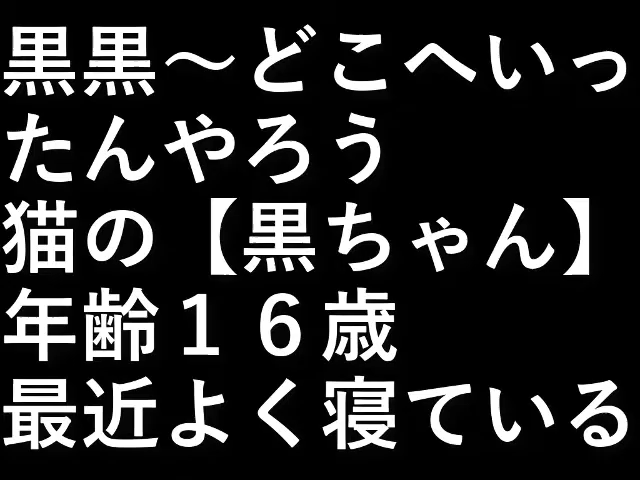 黒黒～どこへいっ
たんやろう
猫の【黒ちゃん】
年齢１６歳
最近よく寝ている